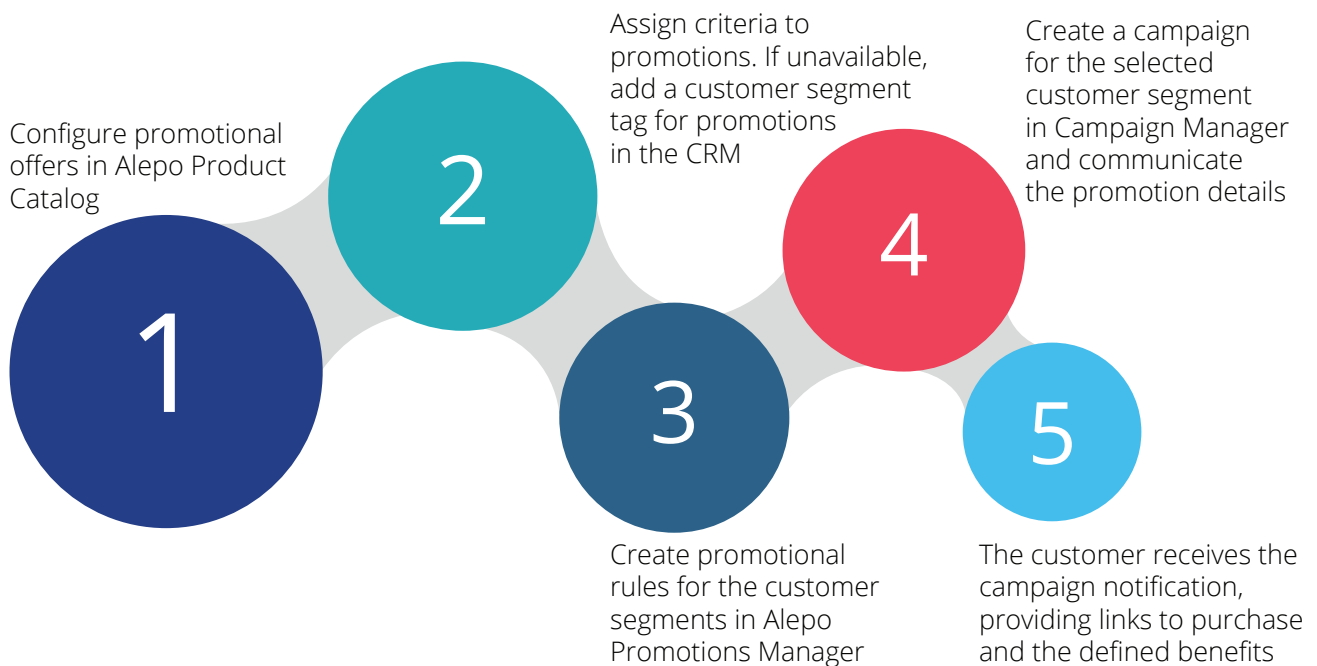 Configure promotional
offers in Alepo Product
Catalog
1
2
Assign criteria to
promotions. If unavailable,
add a customer segment
tag for promotions
in the CRM
3
Create promotional
rules for the customer
segments in Alepo
Promotions Manager
4
Create a campaign
for the selected
customer segment
in Campaign Manager
and communicate
the promotion details
5
The customer receives the
campaign notification,
providing links to purchase
and the defined benefits